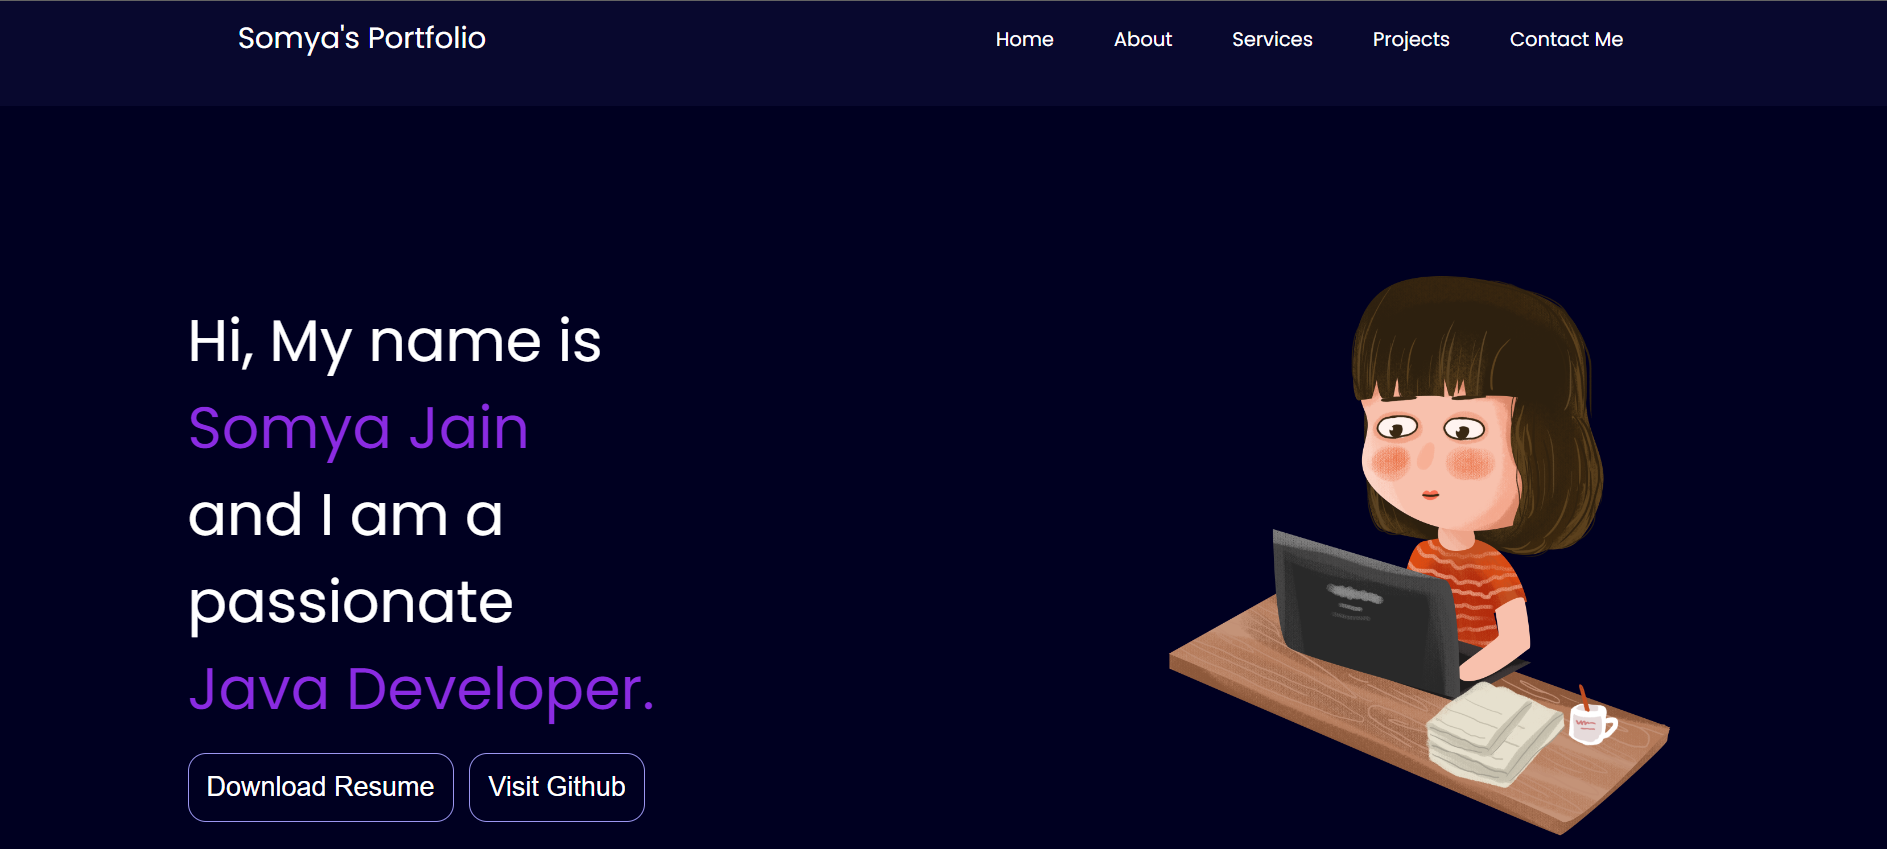 Somya's Portfolio
Home About Services Projects Contact Me
Hi, My name is
Somya Jain
and I am a
passionate
Java Developer.
Download Resume Visit Github